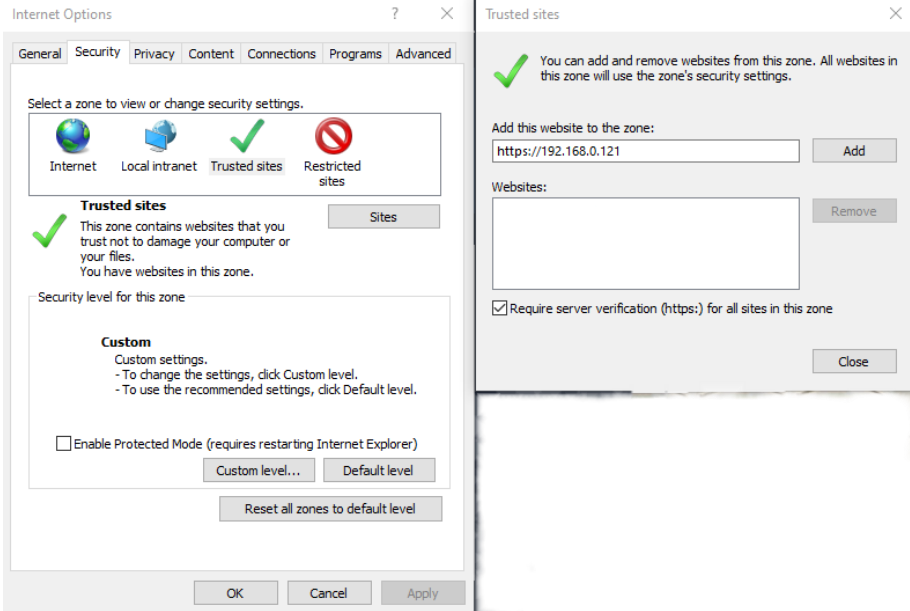 Internet Options
?
General
Security
Privacy
Content
Connections
Programs
Advanced
Select a zone to view or change security settings.
Internet
Local intranet
Trusted sites
Restricted
sites
Trusted sites
Sites
This zone contains websites that you
trust not to damage your computer or
your files.
You have websites in this zone.
Security level for this zone
Custom
Custom settings.
- To change the settings, click Custom level.
- To use the recommended settings, click Default level.
Enable Protected Mode (requires restarting Internet Explorer)
Custom level...
Default level
Reset all zones to default level
OK
Cancel
Apply
Trusted sites
You can add and remove websites from this zone. All websites in
this zone will use the zone's security settings.
Add this website to the zone:
https://192.168.0.121
Add
Websites:
Remove
Require server verification (https:) for all sites in this zone
Close